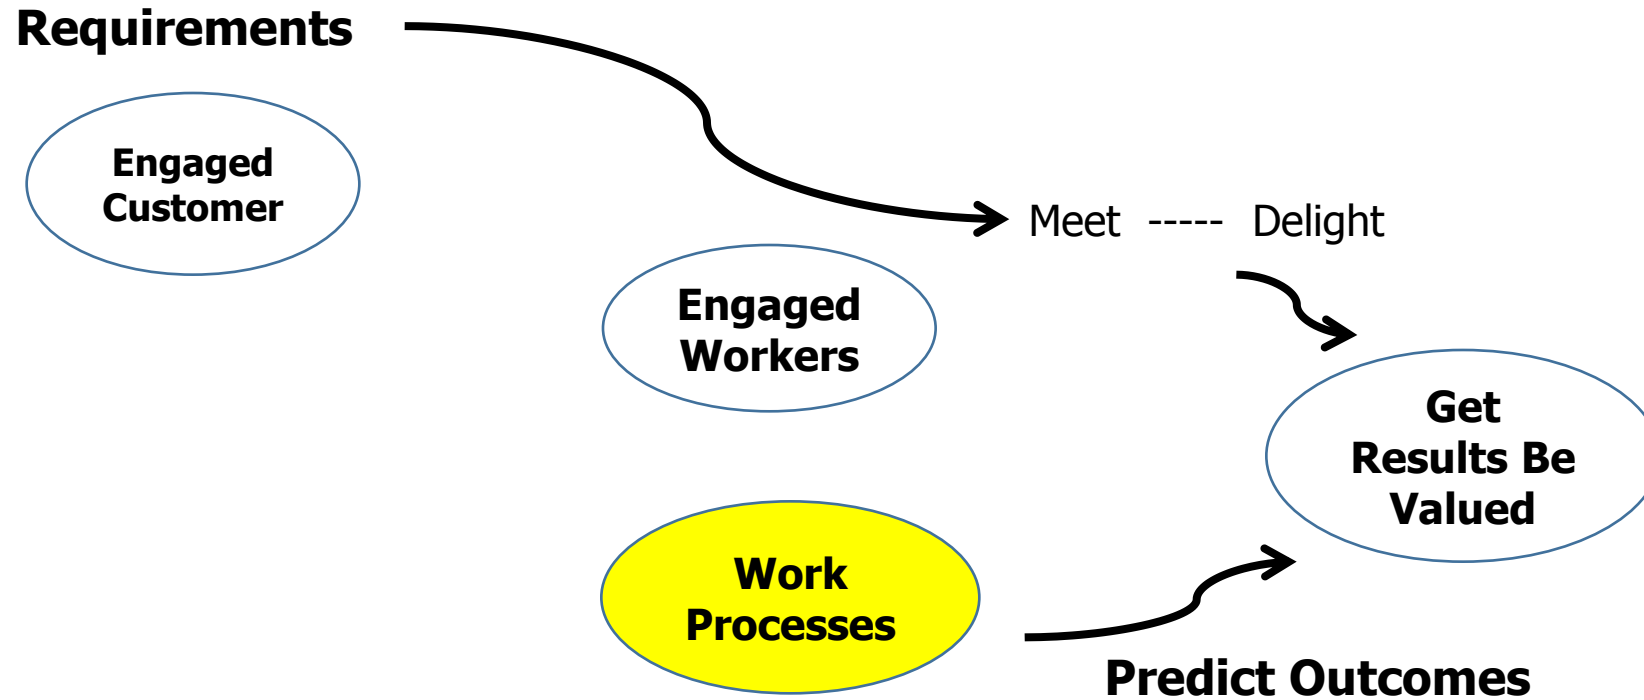 Requirements
Engaged
Customer
Meet ----- Delight
Engaged
Workers
Get
Results Be
Valued
Work
Processes
Predict Outcomes